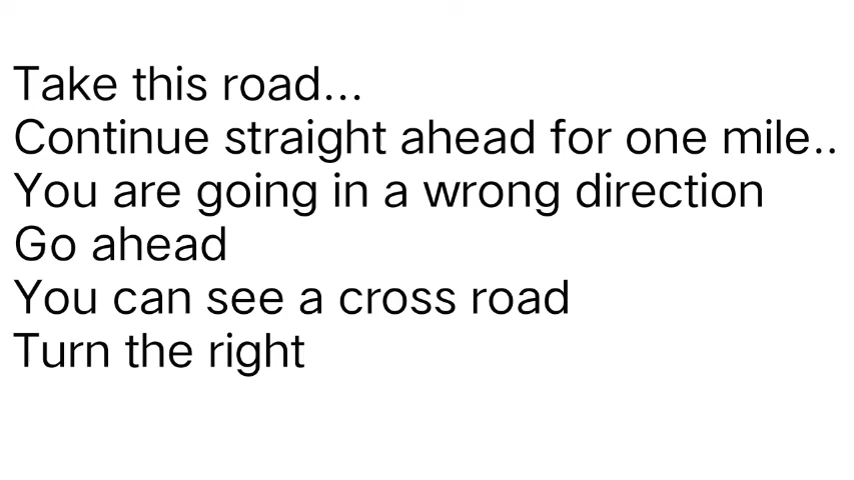 Take this road...
Continue straight ahead for one mile..
You are going in a wrong direction
Go ahead
You can see a cross road
Turn the right